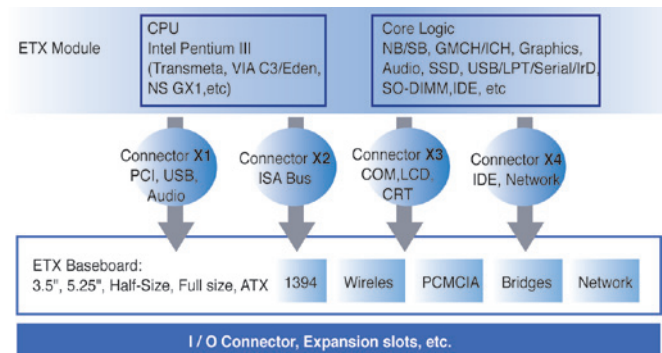 ETX Module
CPU
Intel Pentium III
(Transmeta, VIA C3/Eden,
NS GX1,etc)
Core Logic
NB/SB, GMCH/ICH, Graphics,
Audio, SSD, USB/LPT/Serial/IrD,
SO-DIMM,IDE, etc
Connector X1
PCI, USB,
Audio
Connector X2
ISA Bus
Connector X3
COM,LCD,
CRT
Connector X4
IDE, Network
ETX Baseboard:
3.5", 5.25", Half-Size, Full size, ATX
1394
Wireles
PCMCIA
Bridges
Network
I / O Connector, Expansion slots, etc.